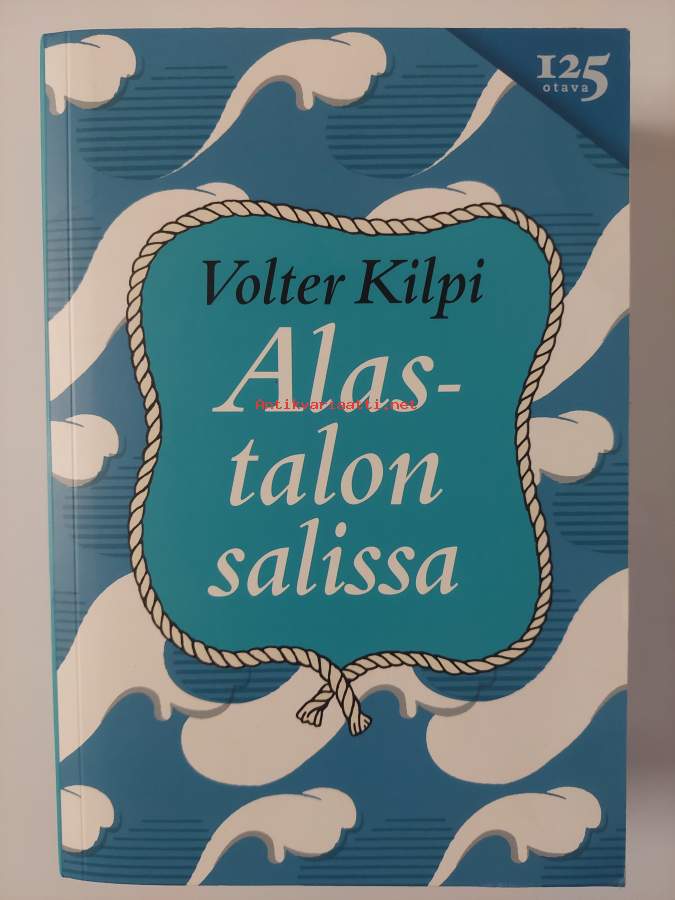 125
otava
Volter Kilpi
Alas-
Antikvariaatti.net
talon
salissa